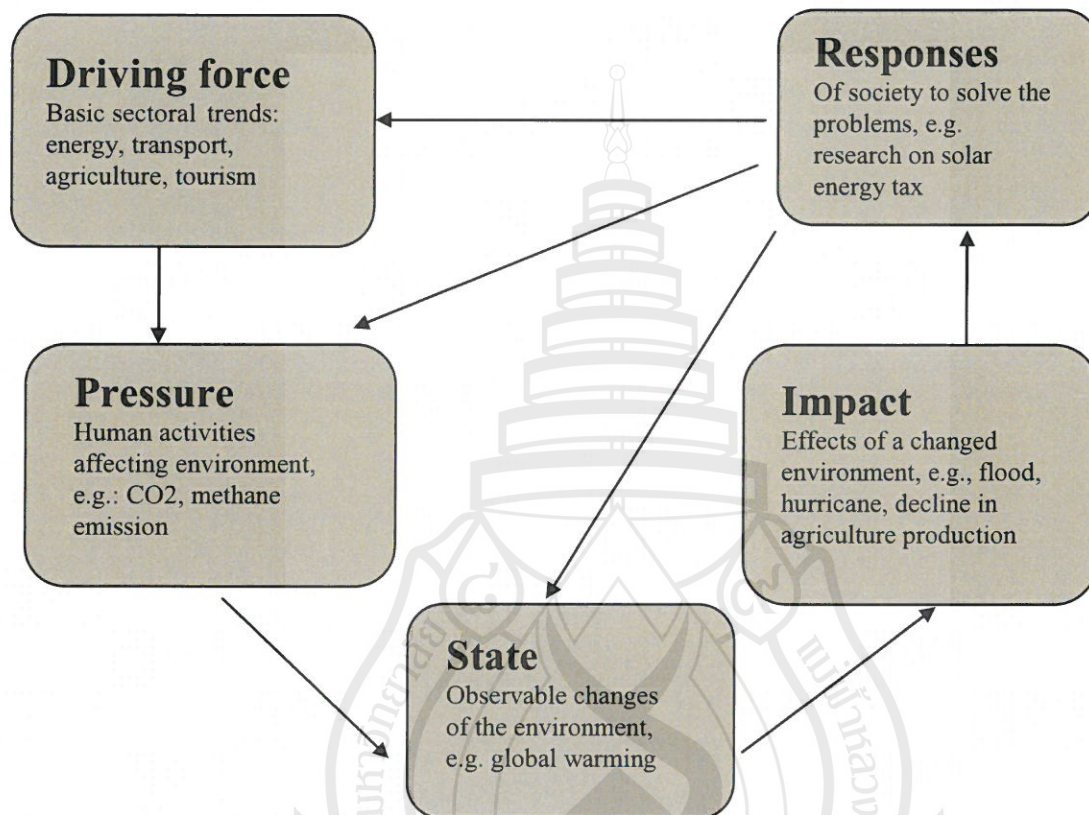 Driving force
Basic sectoral trends:
energy, transport,
agriculture, tourism
Responses
Of society to solve the
problems, e.g.
research on solar
energy tax
Pressure
Human activities
affecting environment,
e.g.: CO2, methane
emission
Impact
Effects of a changed
environment, e.g., flood,
hurricane, decline in
agriculture production
State
Observable changes
of the environment,
e.g. global warming